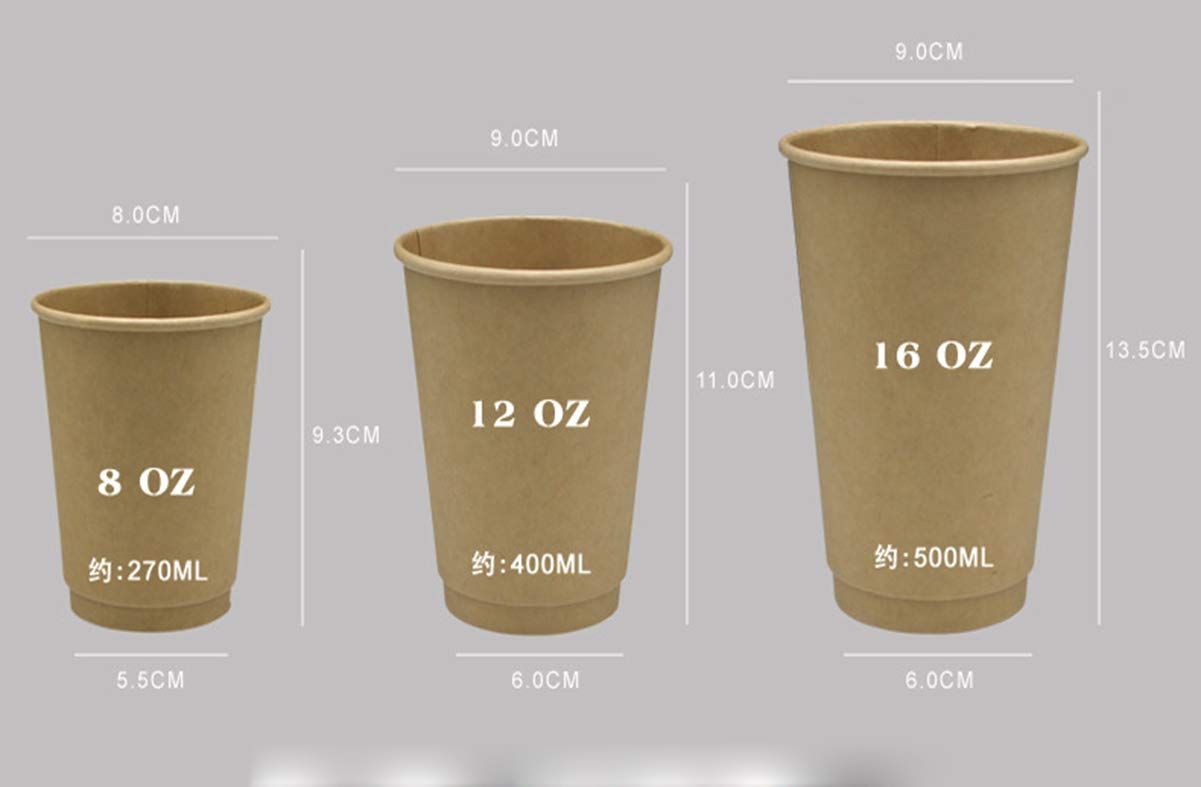 8.0CM
9.3CM
8 OZ
约:270ML
5.5CM
9.0CM
11.0CM
12 OZ
约:400ML
6.0CM
9.0CM
13.5CM
16 OZ
约:500ML
6.0CM